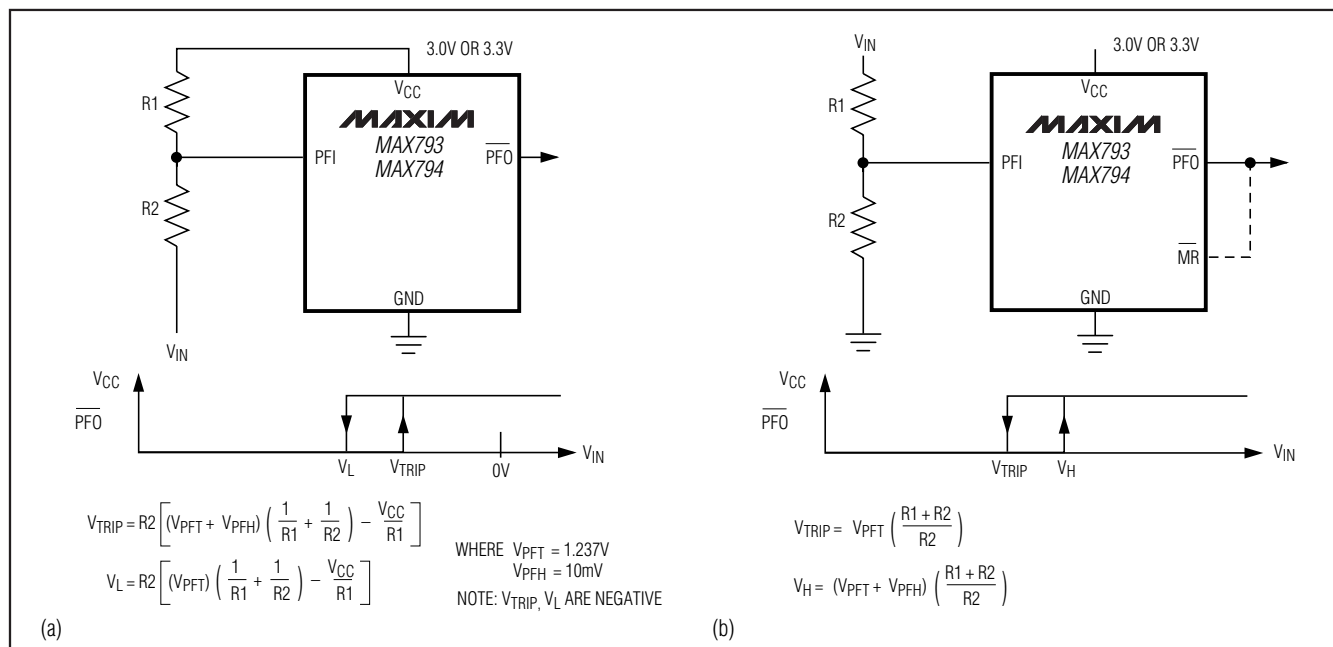 3.0V OR 3.3V
R1
VCC
MAXIM
MAX793
MAX794
PFI
PFO
R2
GND
VIN
VCC
PFO
VL
VTRIP
0V
VIN
VTRIP = R2 [(VPFT + VPFH) (1/R1 + 1/R2) – VCC/R1]
VL = R2 [(VPFT) (1/R1 + 1/R2) – VCC/R1]
WHERE VPFT = 1.237V
VPFH = 10mV
NOTE: VTRIP, VL ARE NEGATIVE
(a)
VIN
3.0V OR 3.3V
R1
VCC
MAXIM
MAX793
MAX794
PFI
PFO
R2
MR
GND
VCC
PFO
VTRIP
VH
VIN
VTRIP = VPFT (R1 + R2/R2)
VH = (VPFT + VPFH) (R1 + R2/R2)
(b)